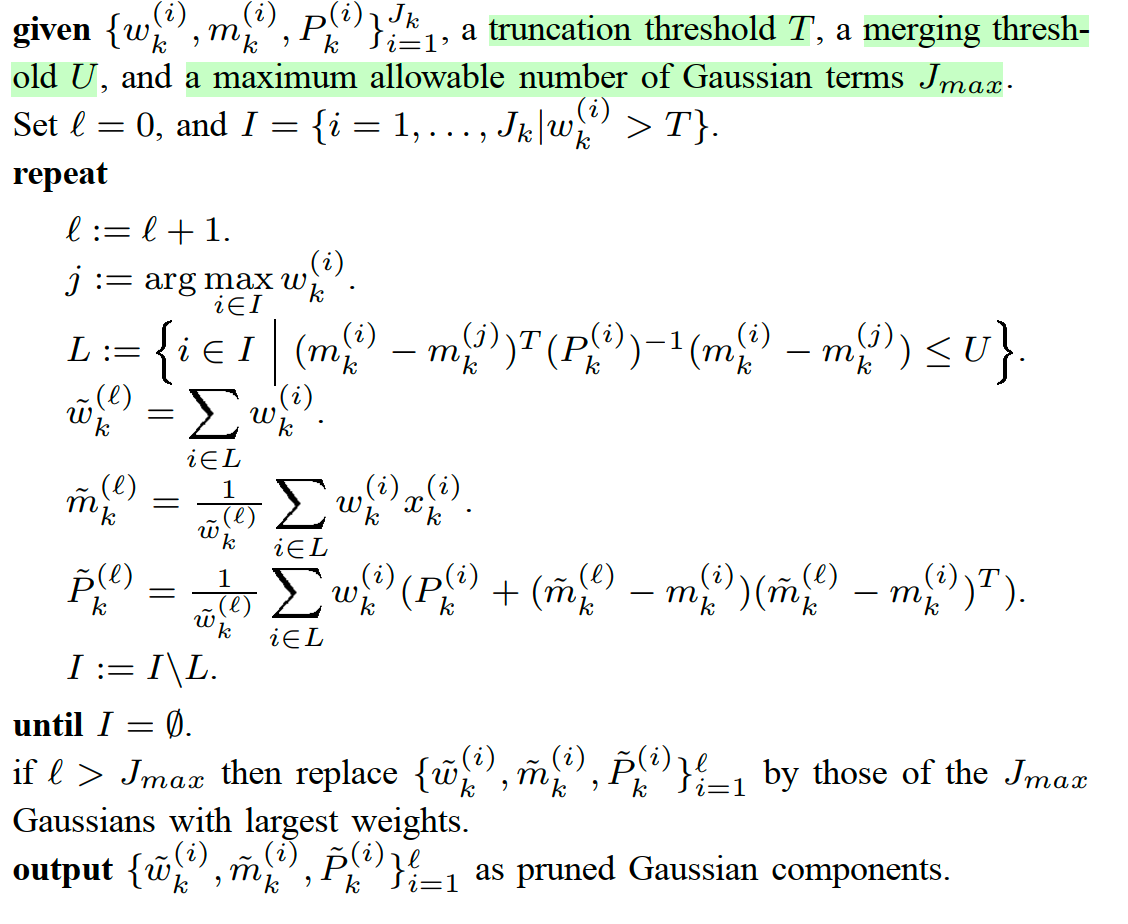 given $\{w_k^{(i)}, m_k^{(i)}, P_k^{(i)}\}_{i=1}^{J_k}$, a truncation threshold $T$, a merging thresh-
old $U$, and a maximum allowable number of Gaussian terms $J_{max}$.
Set $\ell = 0$, and $I = \{i = 1, \ldots, J_k | w_k^{(i)} > T\}$.
repeat
$\ell := \ell + 1.$
$j := \arg\max_{i \in I} w_k^{(i)}.$
$L := \left\{ i \in I \middle| (m_k^{(i)} - m_k^{(j)})^T (P_k^{(i)})^{-1} (m_k^{(i)} - m_k^{(j)}) \leq U \right\}.$
$\tilde{w}_k^{(\ell)} = \sum_{i \in L} w_k^{(i)}.$
$\tilde{m}_k^{(\ell)} = \frac{1}{\tilde{w}_k^{(\ell)}} \sum_{i \in L} w_k^{(i)} x_k^{(i)}.$
$\tilde{P}_k^{(\ell)} = \frac{1}{\tilde{w}_k^{(\ell)}} \sum_{i \in L} w_k^{(i)} (P_k^{(i)} + (\tilde{m}_k^{(\ell)} - m_k^{(i)})(\tilde{m}_k^{(\ell)} - m_k^{(i)})^T).$
$I := I \backslash L.$
until $I = \emptyset$.
if $\ell > J_{max}$ then replace $\{\tilde{w}_k^{(i)}, \tilde{m}_k^{(i)}, \tilde{P}_k^{(i)}\}_{i=1}^{\ell}$ by those of the $J_{max}$
Gaussians with largest weights.
output $\{\tilde{w}_k^{(i)}, \tilde{m}_k^{(i)}, \tilde{P}_k^{(i)}\}_{i=1}^{\ell}$ as pruned Gaussian components.